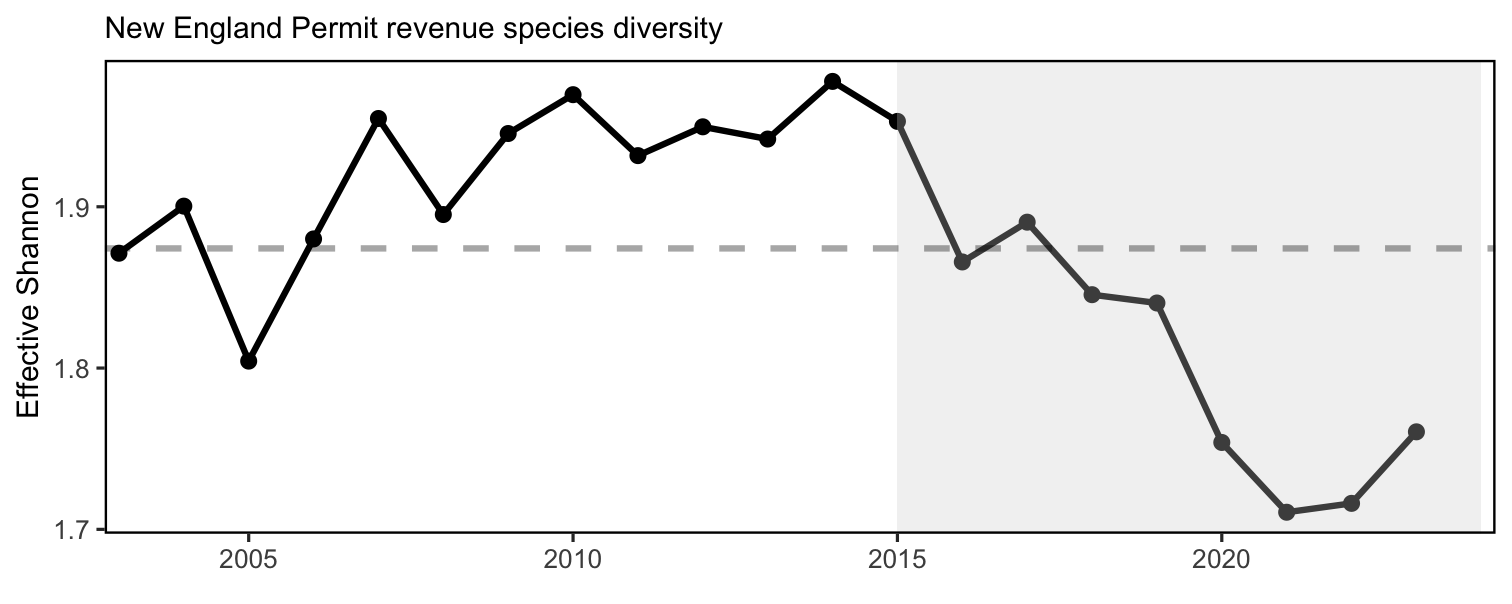 New England Permit revenue species diversity
Effective Shannon
1.9
1.8
1.7
2005 2010 2015 2020